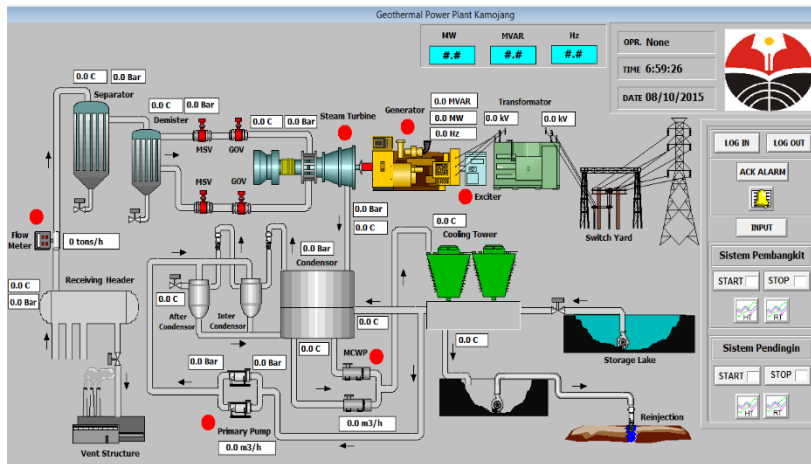 Geothermal Power Plant Kamojang
MW
MVAR
Hz
#.#
#.#
#.#
OPR. None
TIME 6:59:26
DATE 08/10/2015
0.0 C
0.0 Bar
Separator
0.0 C
0.0 Bar
Demister
0.0 C
0.0 Bar
Steam Turbine
Generator
0.0 MVAR
0.0 MW
0.0 Hz
Transformator
0.0 kV
0.0 kV
MSV
GOV
MSV
GOV
Exciter
Switch Yard
LOG IN
LOG OUT
ACK ALARM
INPUT
Flow
Meter
0 tons/h
0.0 Bar
0.0 C
0.0 C
Cooling Tower
0.0 Bar
Condensor
Sistem Pembangkit
START
STOP
HT
RT
0.0 C
0.0 Bar
Receiving Header
0.0 C
After
Condensor
Inter
Condensor
0.0 C
0.0 C
0.0 C
Storage Lake
MCWP
0.0 Bar
0.0 Bar
Sistem Pendingin
START
STOP
HT
RT
0.0 m3/h
Primary Pump
0.0 m3/h
Reinjection
Vent Structure